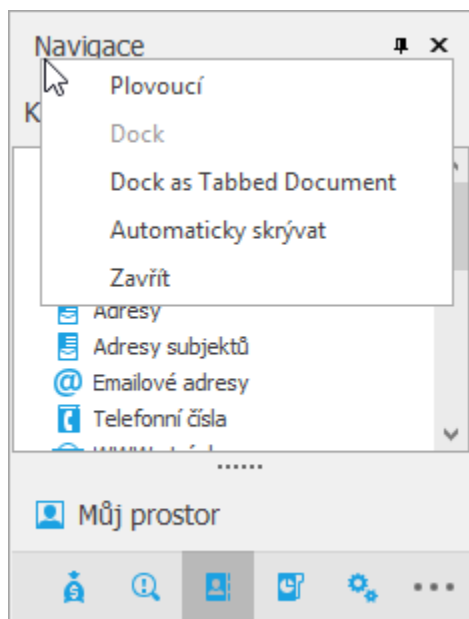 Navigace
K
Plovoucí
Dock
Dock as Tabbed Document
Automaticky skrývat
Zavřít
Adresy
Adresy subjektů
Emailové adresy
Telefonní čísla
Můj prostor